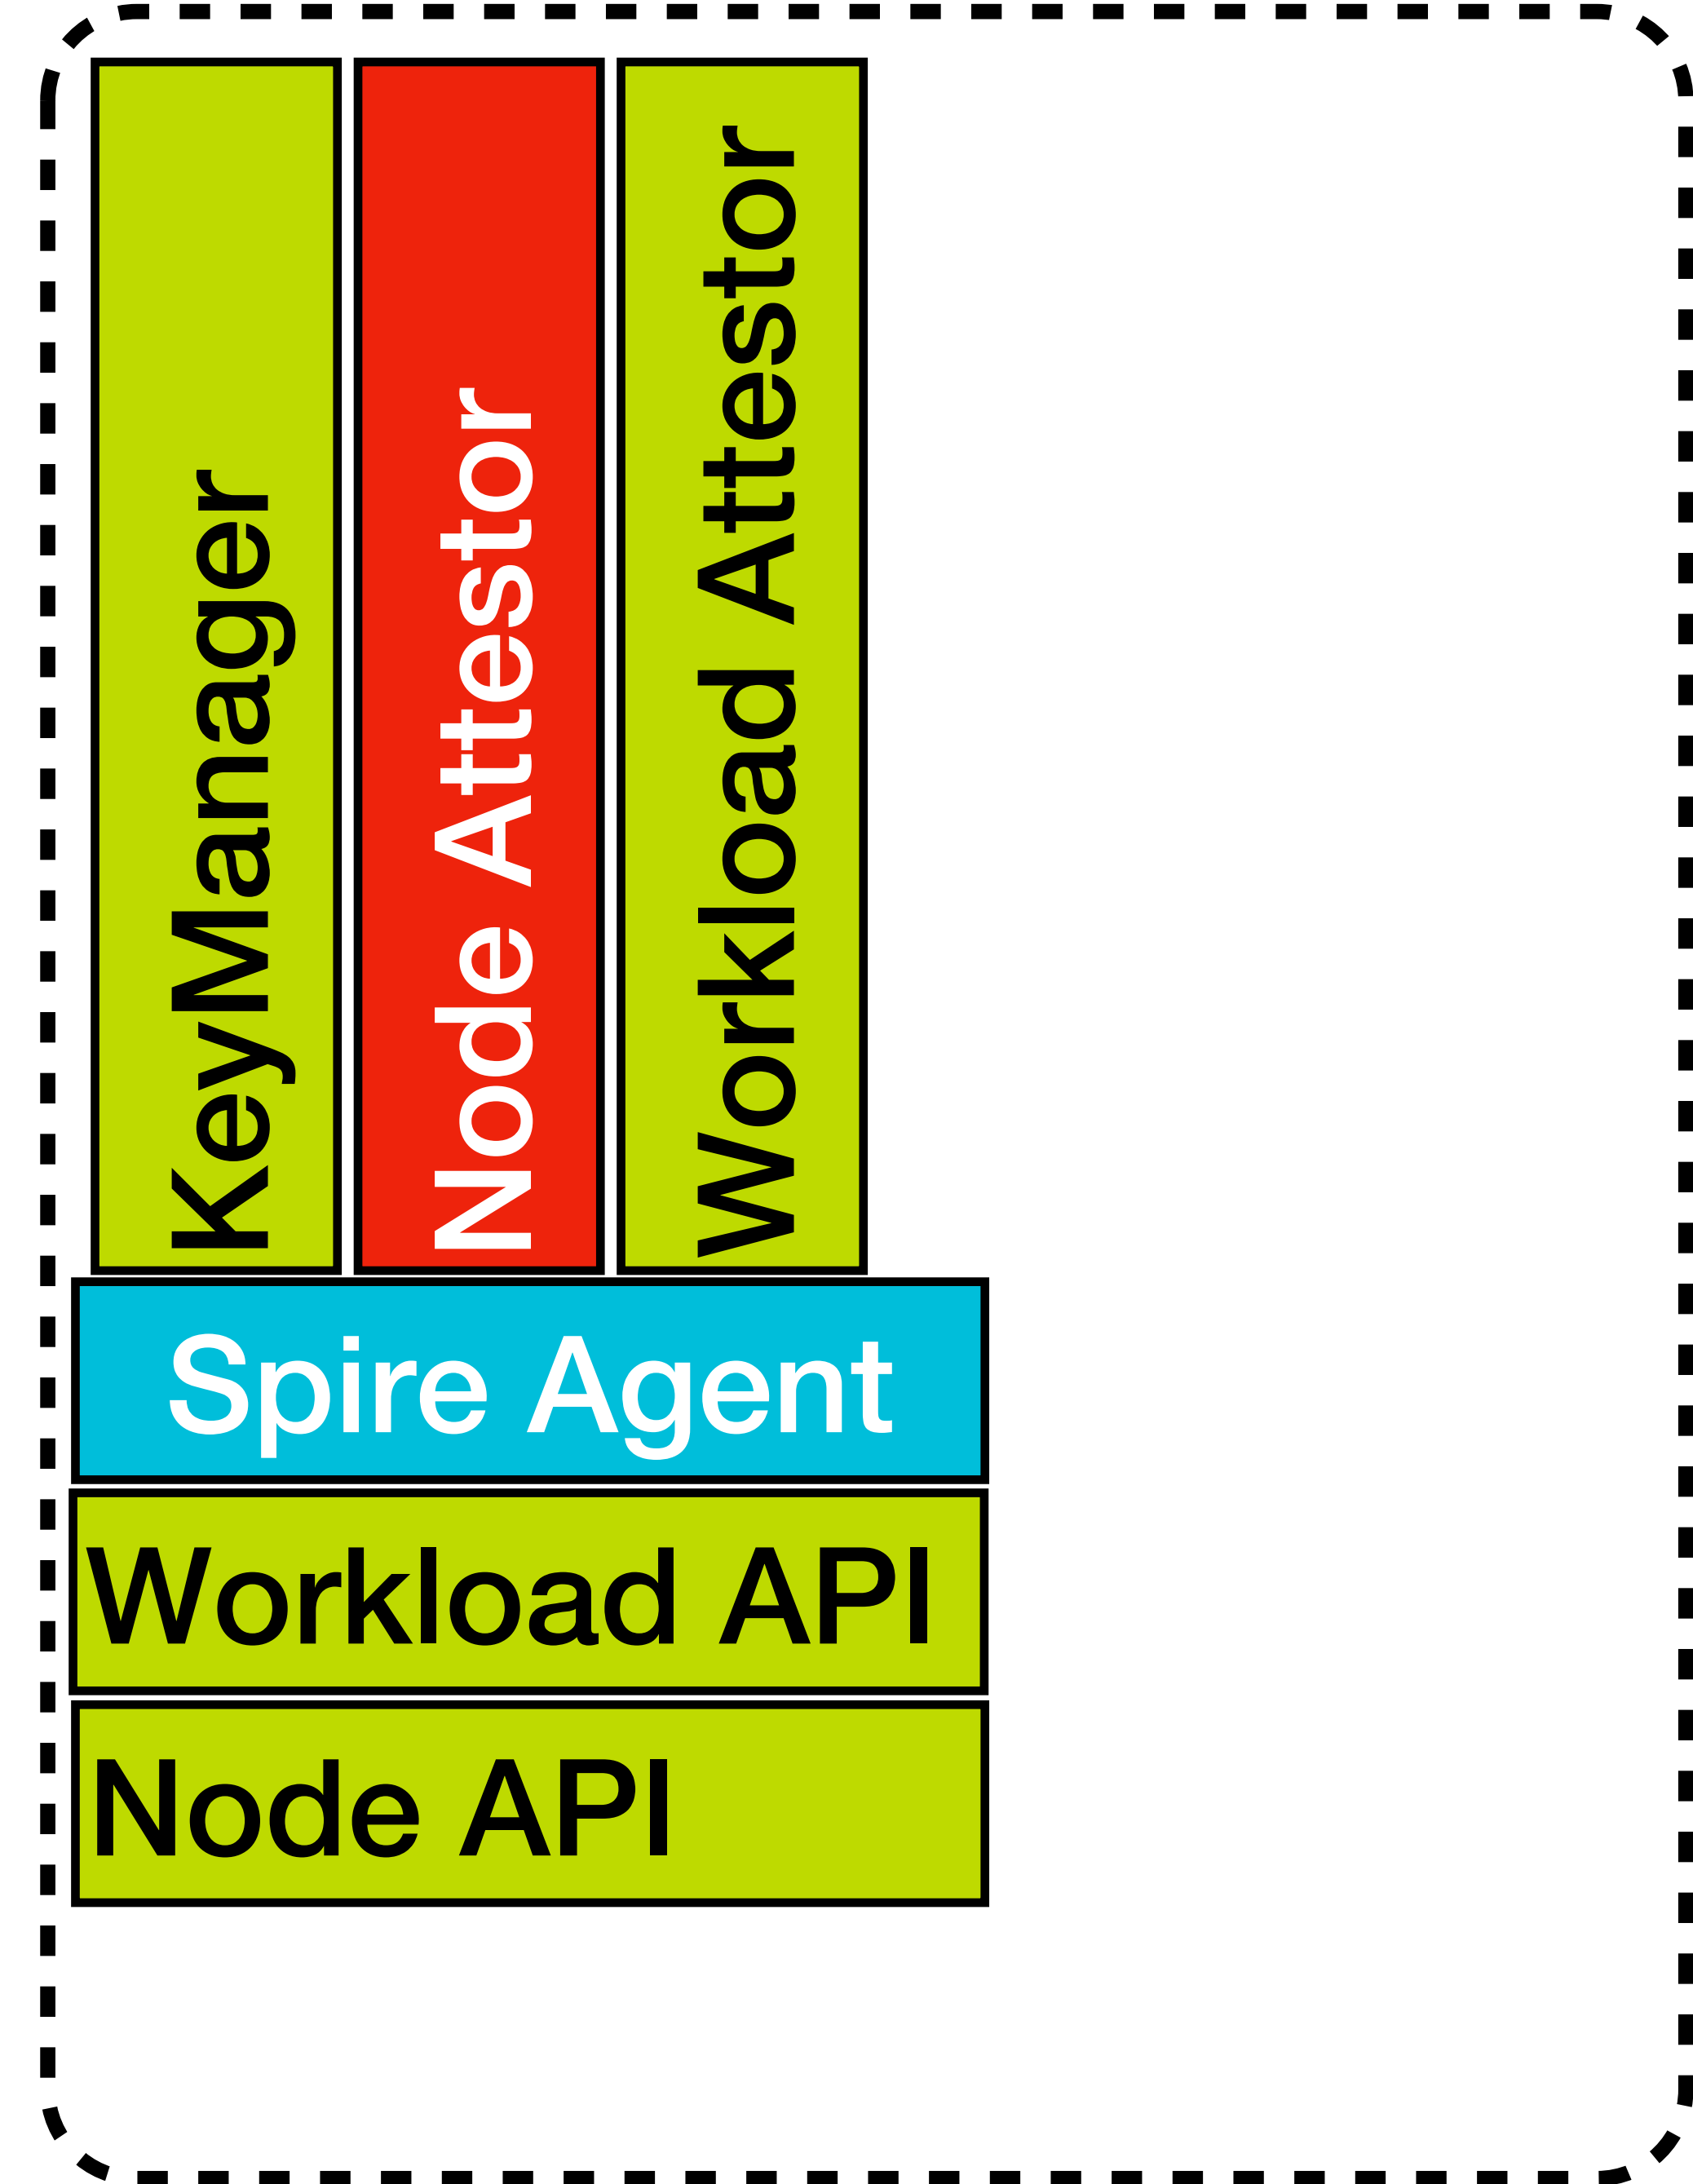 KeyManager
Node Attestor
Workload Attestor
Spire Agent
Workload API
Node API